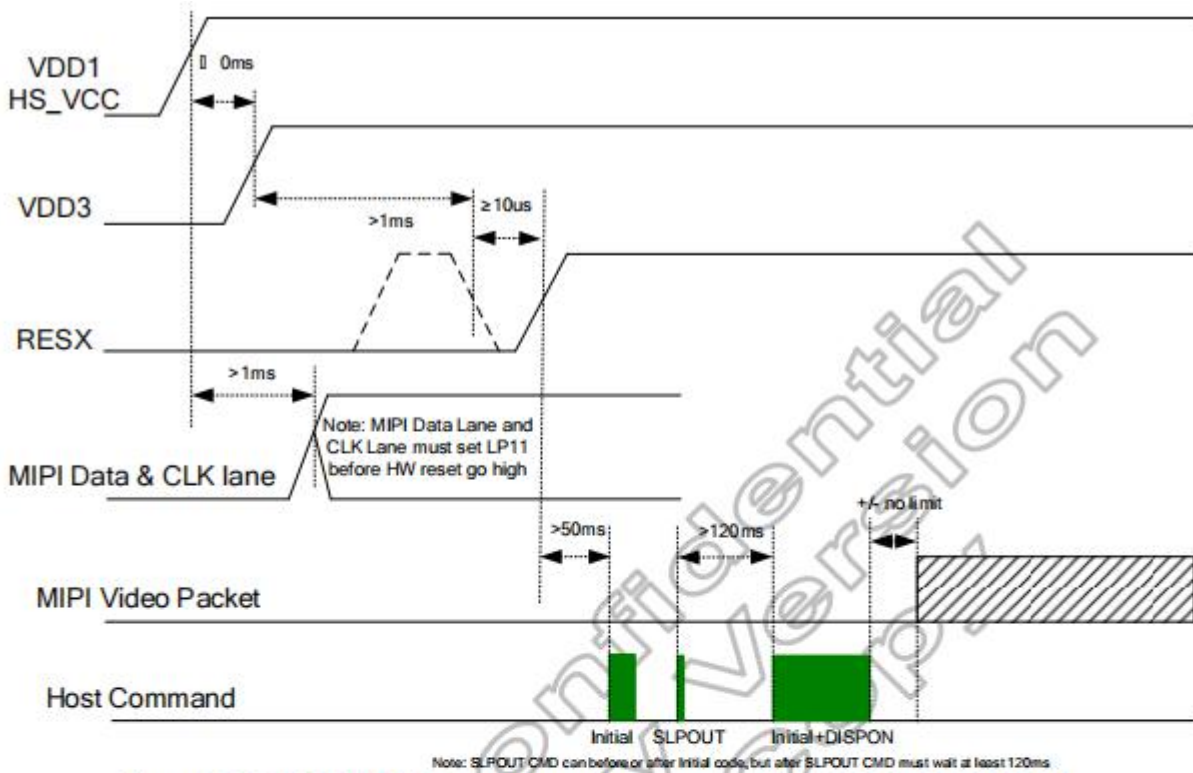 VDD1
HS_VCC
▯ 0ms
VDD3
>1ms
≥10us
RESX
>1ms
Note: MIPI Data Lane and
CLK Lane must set LP11
before HW reset go high
MIPI Data & CLK lane
>50ms
>120ms
+/- no limit
MIPI Video Packet
Host Command
Initial
SLPOUT
Initial+DISPON
Note: SLPOUT CMD can before or after Initial code, but after SLPOUT CMD must wait at least 120ms
onfidential
Version